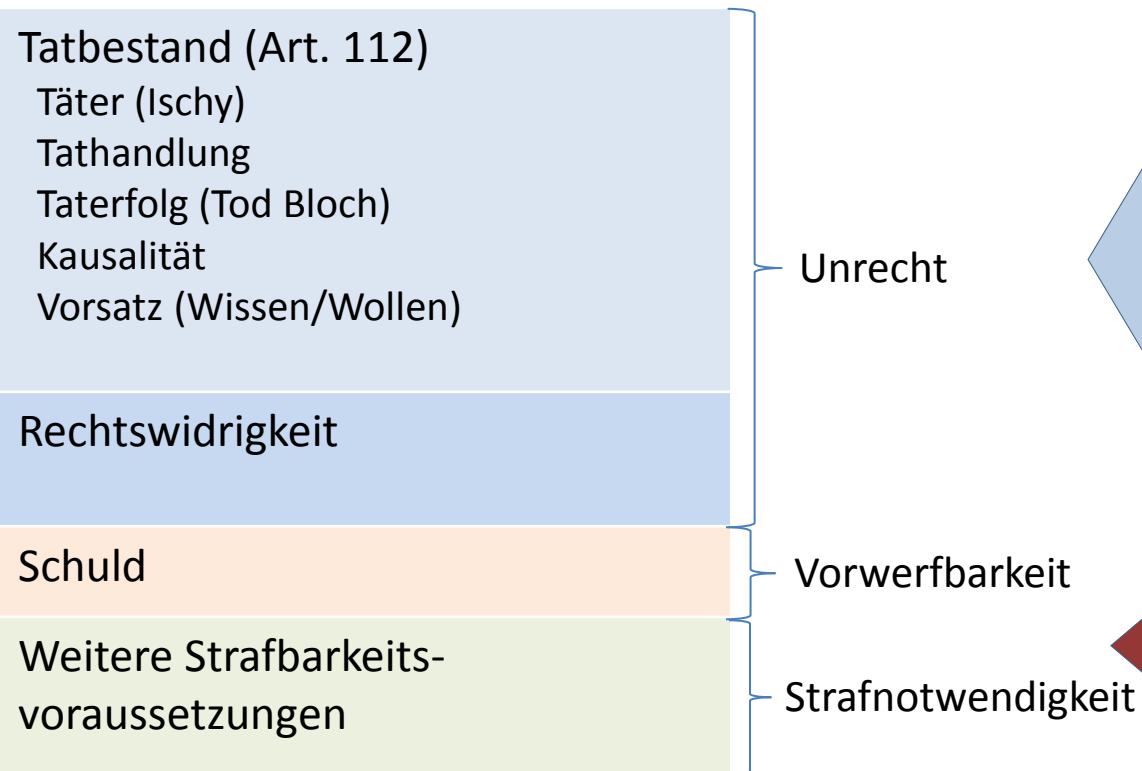 Tatbestand (Art. 112)
Täter (Ischy)
Tathandlung
Taterfolg (Tod Bloch)
Kausalität
Vorsatz (Wissen/Wollen)
Unrecht
Rechtswidrigkeit
Schuld
Vorwerfbarkeit
Weitere Strafbarkeits-
voraussetzungen
Strafnotwendigkeit